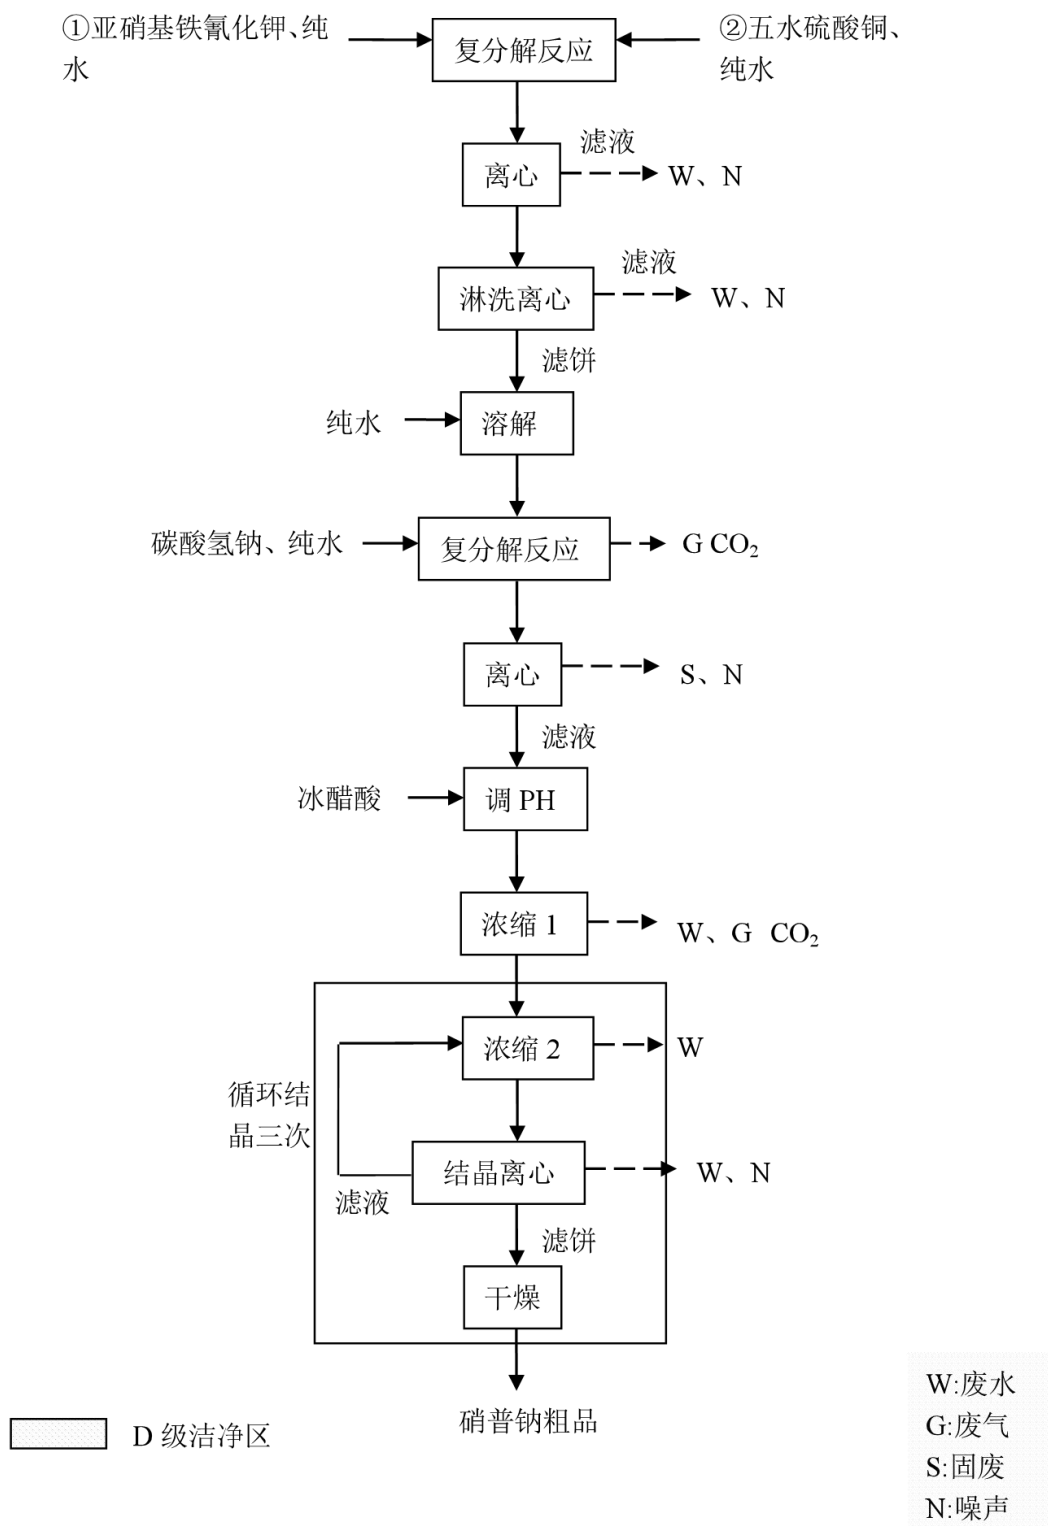 ①亚硝基铁氰化钾、纯
水
复分解反应
②五水硫酸铜、
纯水
滤液
离心
W、N
滤液
淋洗离心
W、N
滤饼
纯水
溶解
碳酸氢钠、纯水
复分解反应
G CO₂
离心
S、N
滤液
冰醋酸
调 PH
浓缩 1
W、G CO₂
浓缩 2
W
循环结
晶三次
结晶离心
W、N
滤液
滤饼
干燥
硝普钠粗品
D 级洁净区
W:废水
G:废气
S:固废
N:噪声